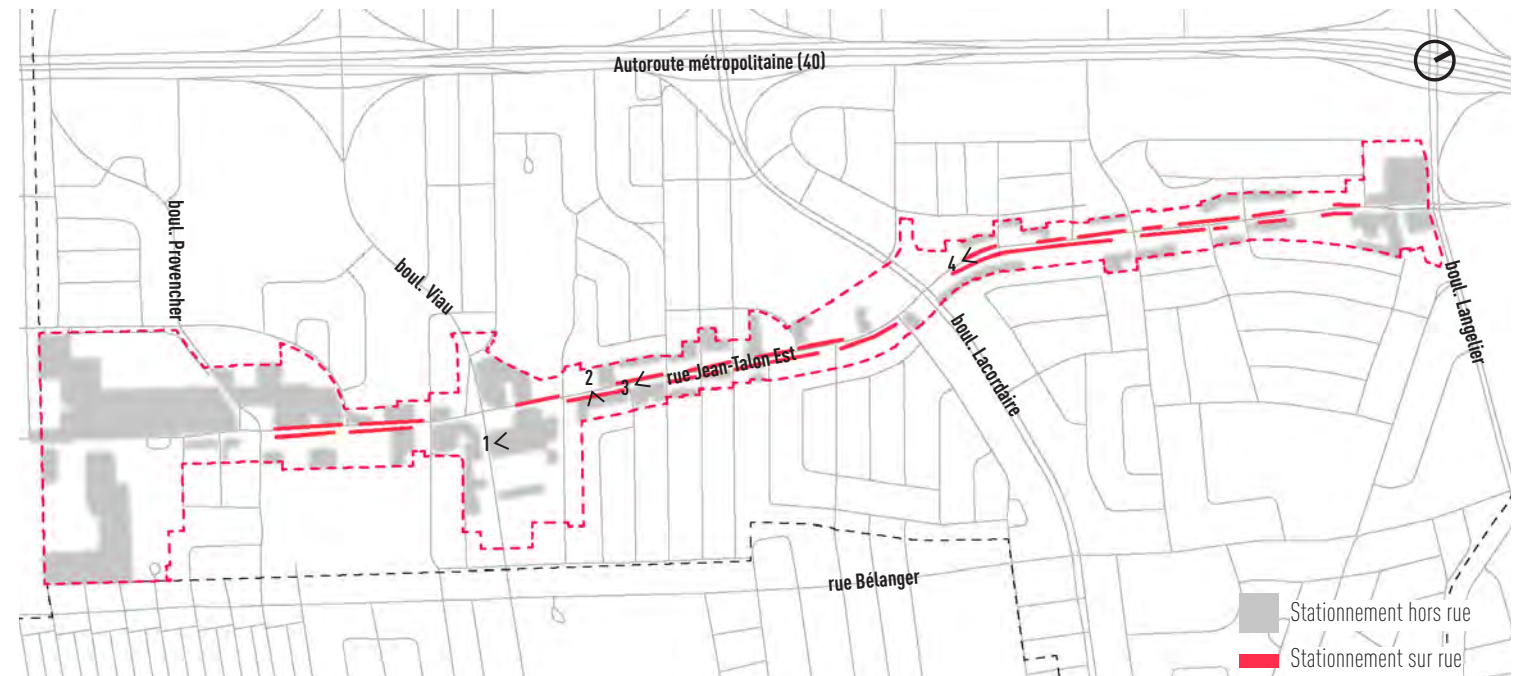 Autoroute métropolitaine (40)
boul. Provencher
boul. Viau
2
3
rue Jean-Talon Est
1
4
boul. Lacordaire
boul. Langelier
rue Bélanger
Stationnement hors rue
Stationnement sur rue